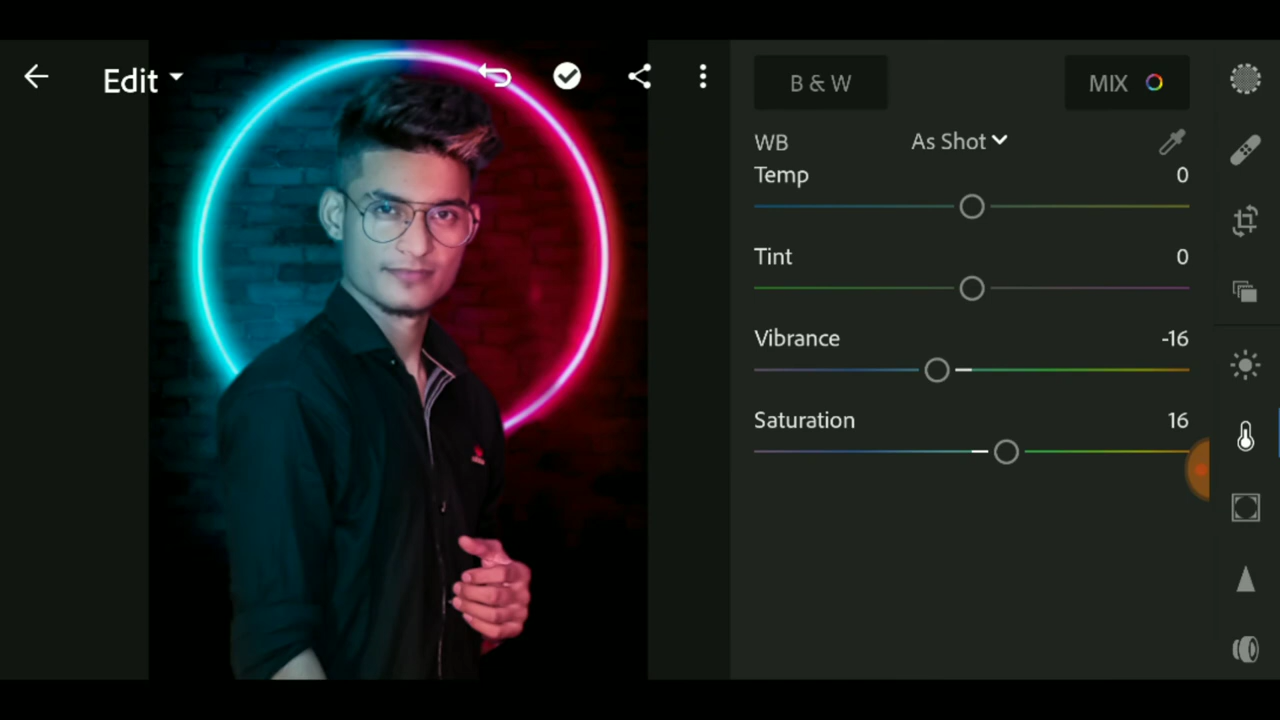 Edit
B & W
MIX
WB As Shot
Temp 0
Tint 0
Vibrance -16
Saturation 16